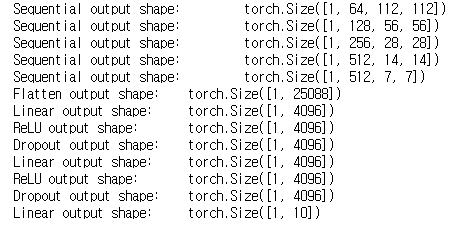 Sequential output shape: torch.Size([1, 64, 112, 112])
Sequential output shape: torch.Size([1, 128, 56, 56])
Sequential output shape: torch.Size([1, 256, 28, 28])
Sequential output shape: torch.Size([1, 512, 14, 14])
Sequential output shape: torch.Size([1, 512, 7, 7])
Flatten output shape: torch.Size([1, 25088])
Linear output shape: torch.Size([1, 4096])
ReLU output shape: torch.Size([1, 4096])
Dropout output shape: torch.Size([1, 4096])
Linear output shape: torch.Size([1, 4096])
ReLU output shape: torch.Size([1, 4096])
Dropout output shape: torch.Size([1, 4096])
Linear output shape: torch.Size([1, 10])